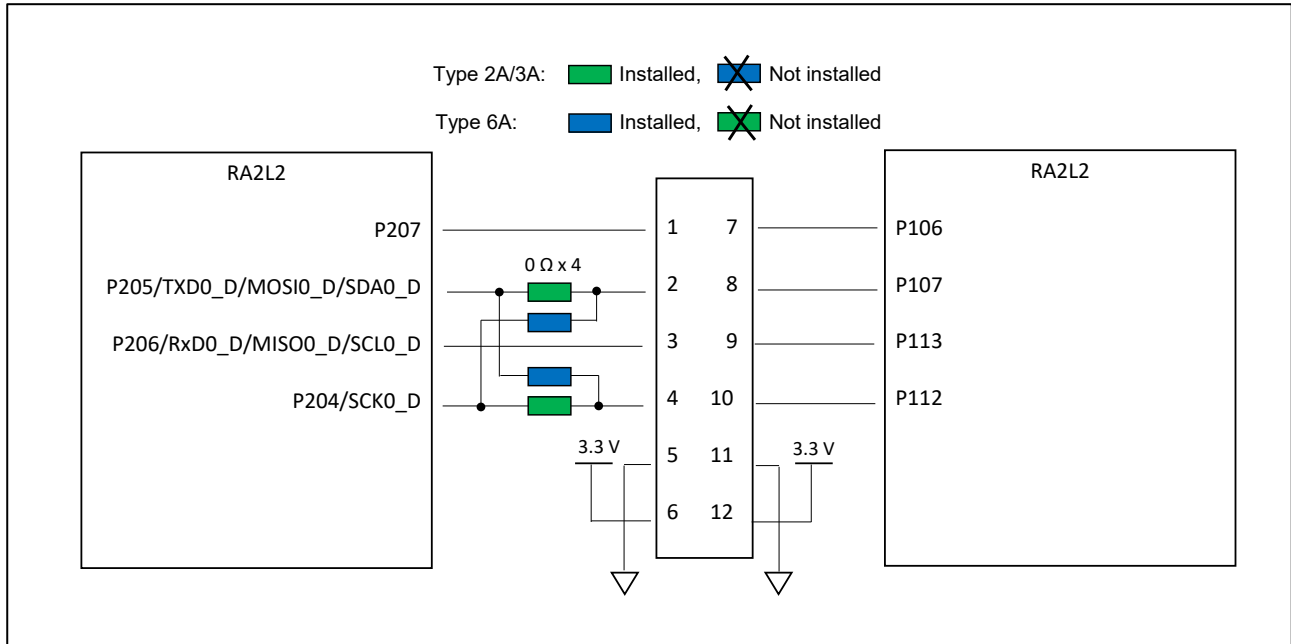 Type 2A/3A: Installed, Not installed
Type 6A: Installed, Not installed
RA2L2
RA2L2
P207
1 7
P106
0 Ω x 4
P205/TXD0_D/MOSI0_D/SDA0_D
2 8
P107
P206/RxD0_D/MISO0_D/SCL0_D
3 9
P113
P204/SCK0_D
4 10
P112
3.3 V
5 11
3.3 V
6 12